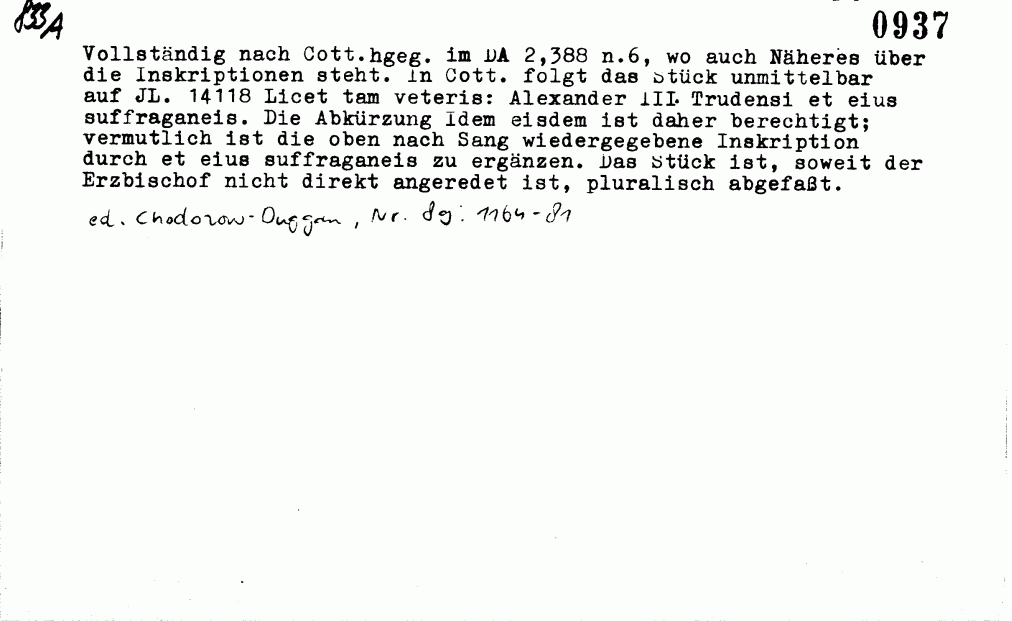 833A
0937
Vollständig nach Cott.hgeg. im DA 2,388 n.6, wo auch Näheres über
die Inskriptionen steht. In Cott. folgt das Stück unmittelbar
auf JL. 14118 Licet tam veteris: Alexander III. Trudensi et eius
suffraganeis. Die Abkürzung Idem eisdem ist daher berechtigt;
vermutlich ist die oben nach Sang wiedergegebene Inskription
durch et eius suffraganeis zu ergänzen. Das Stück ist, soweit der
Erzbischof nicht direkt angeredet ist, pluralisch abgefaßt.
ed. Chodorow-Duggan, Nr. 89: 1164-81